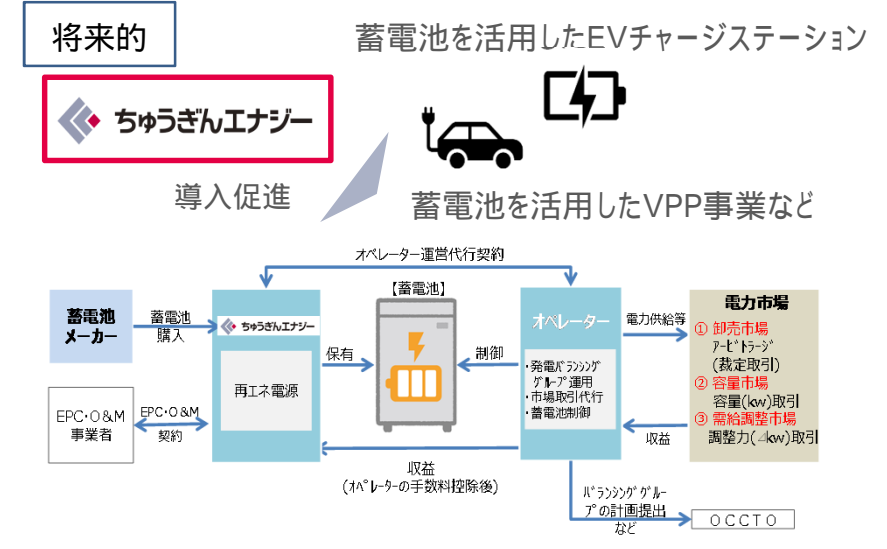 将来的
蓄電池を活用したEVチャージステーション
ちゅうぎんエナジー
導入促進
蓄電池を活用したVPP事業など
オペレーター運営代行契約
蓄電池
メーカー
蓄電池
購入
ちゅうぎんエナジー
再エネ電源
EPC・O&M
事業者
EPC・O&M
契約
【蓄電池】
保有
制御
オペレーター
・発電バランシング
グループ運用
・市場取引代行
・蓄電池制御
電力供給等
収益
電力市場
① 卸売市場
アービトラージ
(裁定取引)
② 容量市場
容量(kw)取引
③ 需給調整市場
調整力(⊿kw)取引
収益
(オペレーターの手数料控除後)
バランシンググルー
プの計画提出
など
OCCTO